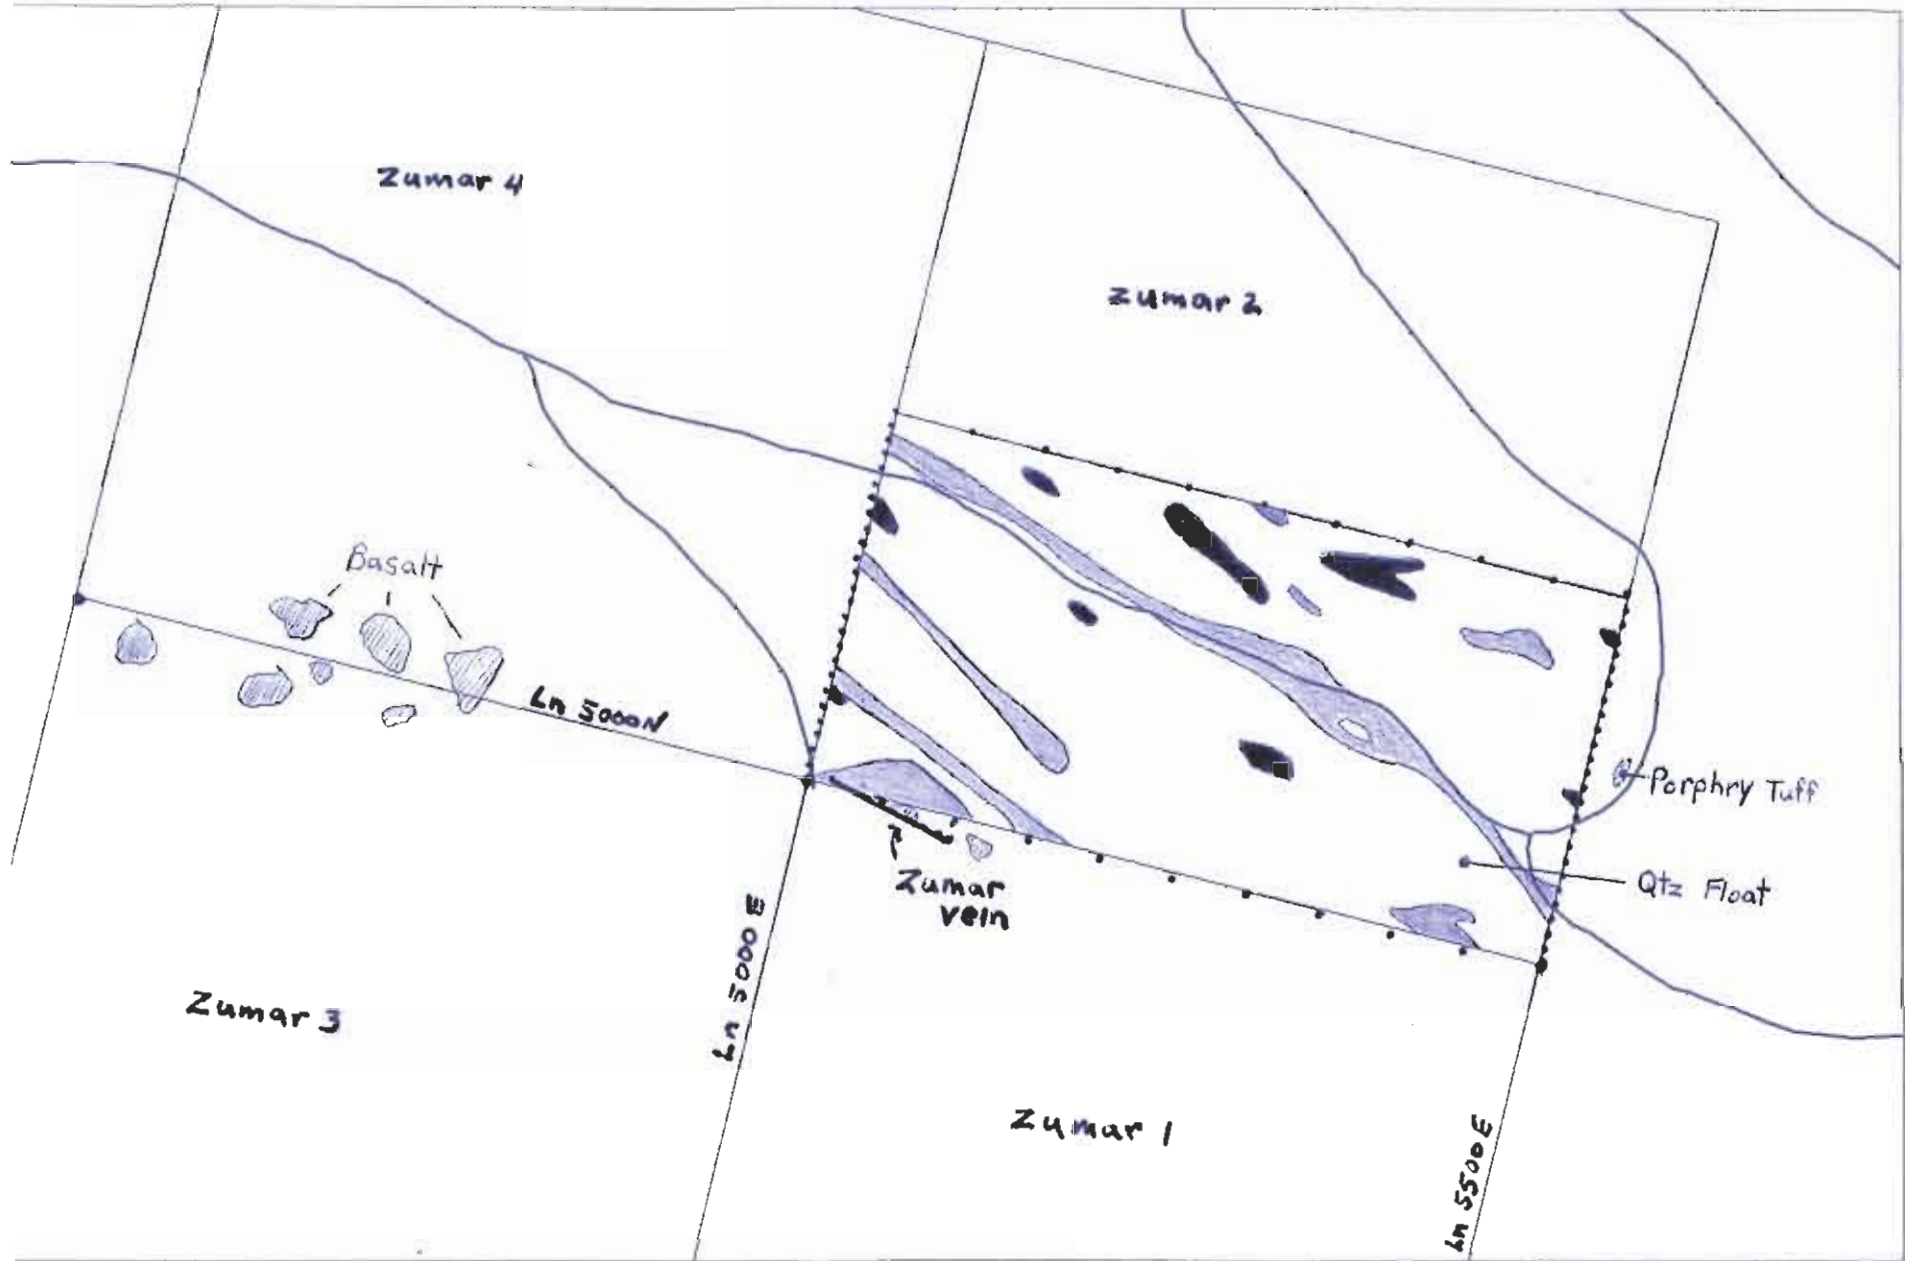 Zumar 4
Zumar 2
Basalt
Ln 5000N
Porphry Tuff
Qtz Float
Zumar
vein
Ln 5000 E
Zumar 3
Zumar 1
Ln 5500E